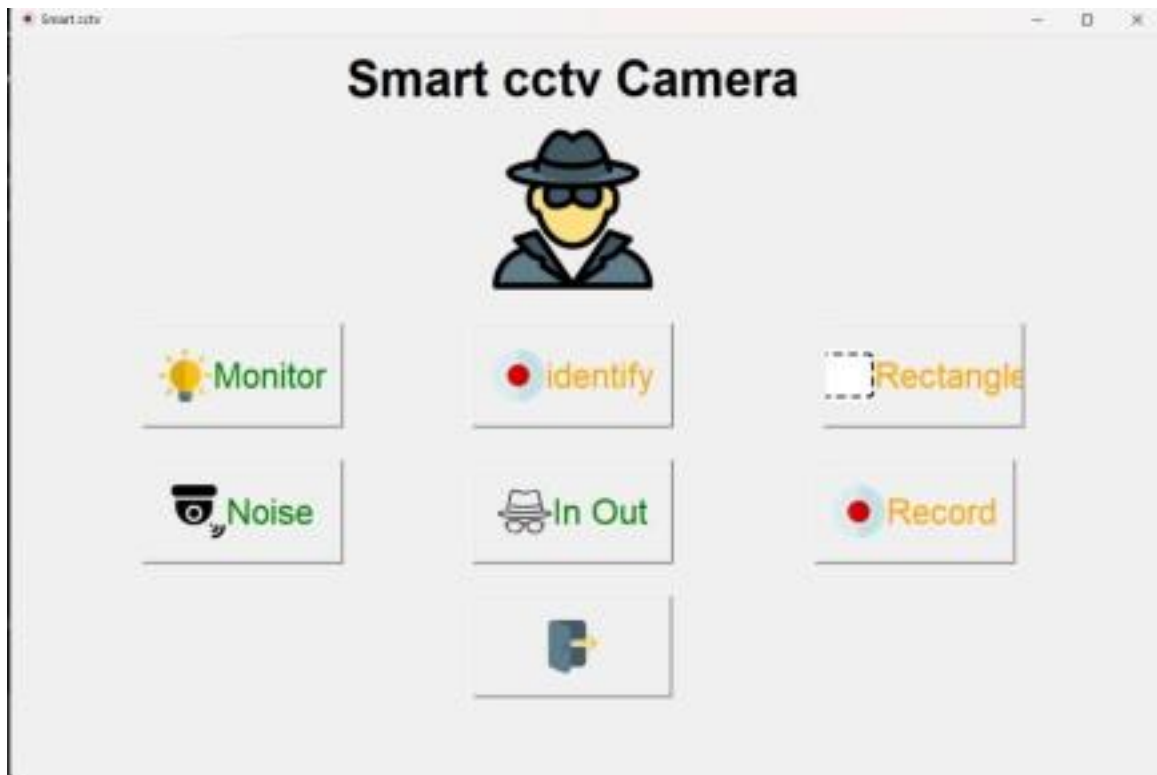 Smart cctv
Smart cctv Camera
Monitor
identify
Rectangle
Noise
In Out
Record